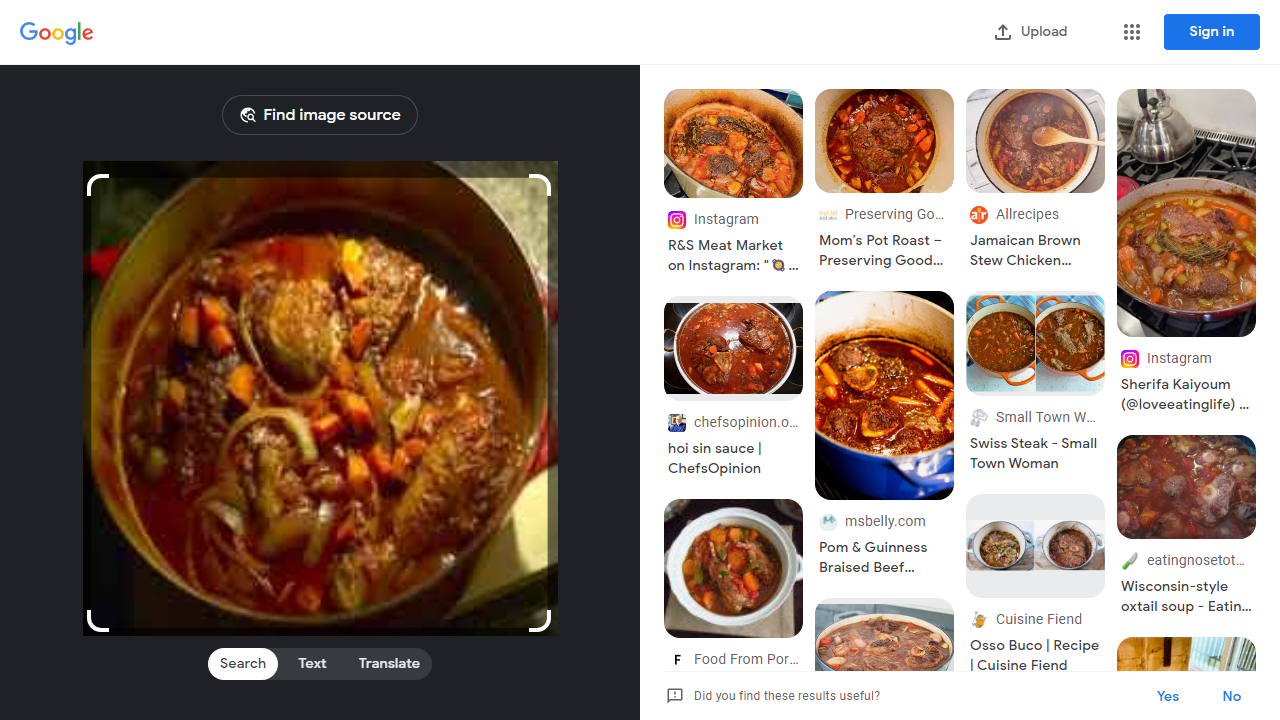 Google
Upload
Sign in
Find image source
Search
Text
Translate
Instagram
R&S Meat Market
on Instagram: "🥘 ...
chefsopinion.o...
hoi sin sauce |
ChefsOpinion
F
Food From Por...
Preserving Go...
Mom's Pot Roast –
Preserving Good...
msbelly.com
Pom & Guinness
Braised Beef...
ar
Allrecipes
Jamaican Brown
Stew Chicken...
Small Town W...
Swiss Steak - Small
Town Woman
Cuisine Fiend
Osso Buco | Recipe
| Cuisine Fiend
Instagram
Sherifa Kaiyoum
(@loveeatinglife) ...
eatingnosetot...
Wisconsin-style
oxtail soup - Eatin...
Did you find these results useful?
Yes
No